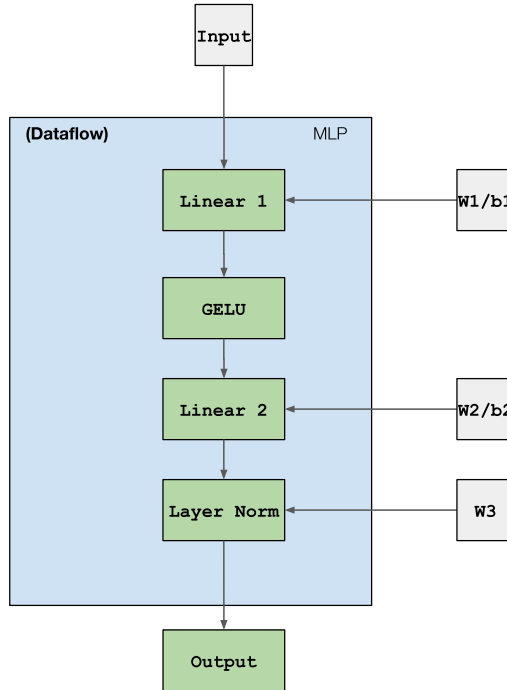 Input
(Dataflow) MLP
Linear 1
W1/b1
GELU
Linear 2
W2/b2
Layer Norm
W3
Output